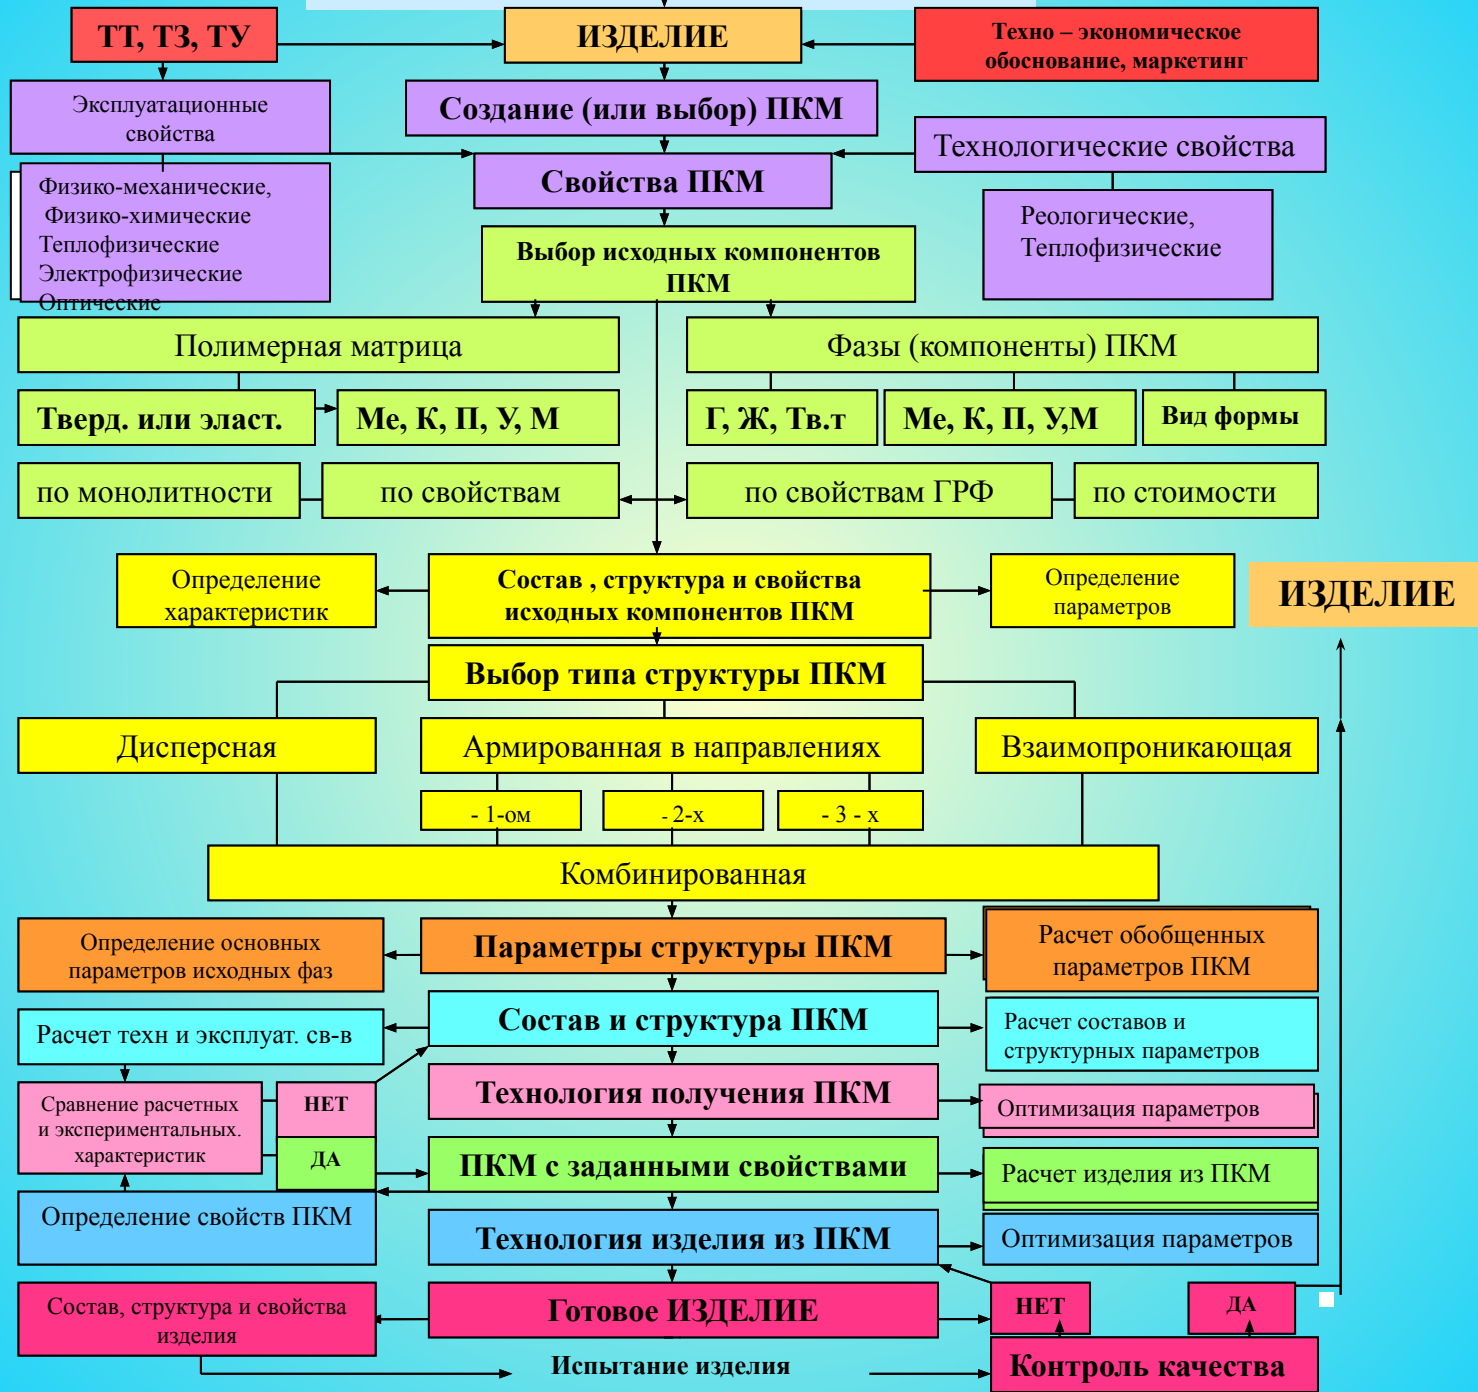 ТТ, ТЗ, ТУ
ИЗДЕЛИЕ
Техно – экономическое
обоснование, маркетинг
Эксплуатационные
свойства
Создание (или выбор) ПКМ
Технологические свойства
Свойства ПКМ
Физико-механические,
Физико-химические
Теплофизические
Электрофизические
Оптические
Реологические,
Теплофизические
Выбор исходных компонентов
ПКМ
Полимерная матрица
Фазы (компоненты) ПКМ
Тверд. или эласт.
Ме, К, П, У, М
Г, Ж, Тв.т
Ме, К, П, У,М
Вид формы
по монолитности
по свойствам
по свойствам ГРФ
по стоимости
Определение
характеристик
Состав , структура и свойства
исходных компонентов ПКМ
Определение
параметров
ИЗДЕЛИЕ
Выбор типа структуры ПКМ
Дисперсная
Армированная в направлениях
Взаимопроникающая
- 1-ом
- 2-х
- 3 - х
Комбинированная
Определение основных
параметров исходных фаз
Параметры структуры ПКМ
Расчет обобщенных
параметров ПКМ
Расчет техн и эксплуат. св-в
Состав и структура ПКМ
Расчет составов и
структурных параметров
Сравнение расчетных
и экспериментальных.
характеристик
НЕТ
ДА
Технология получения ПКМ
Оптимизация параметров
ПКМ с заданными свойствами
Расчет изделия из ПКМ
Определение свойств ПКМ
Технология изделия из ПКМ
Оптимизация параметров
Состав, структура и свойства
изделия
Готовое ИЗДЕЛИЕ
НЕТ
ДА
Испытание изделия
Контроль качества